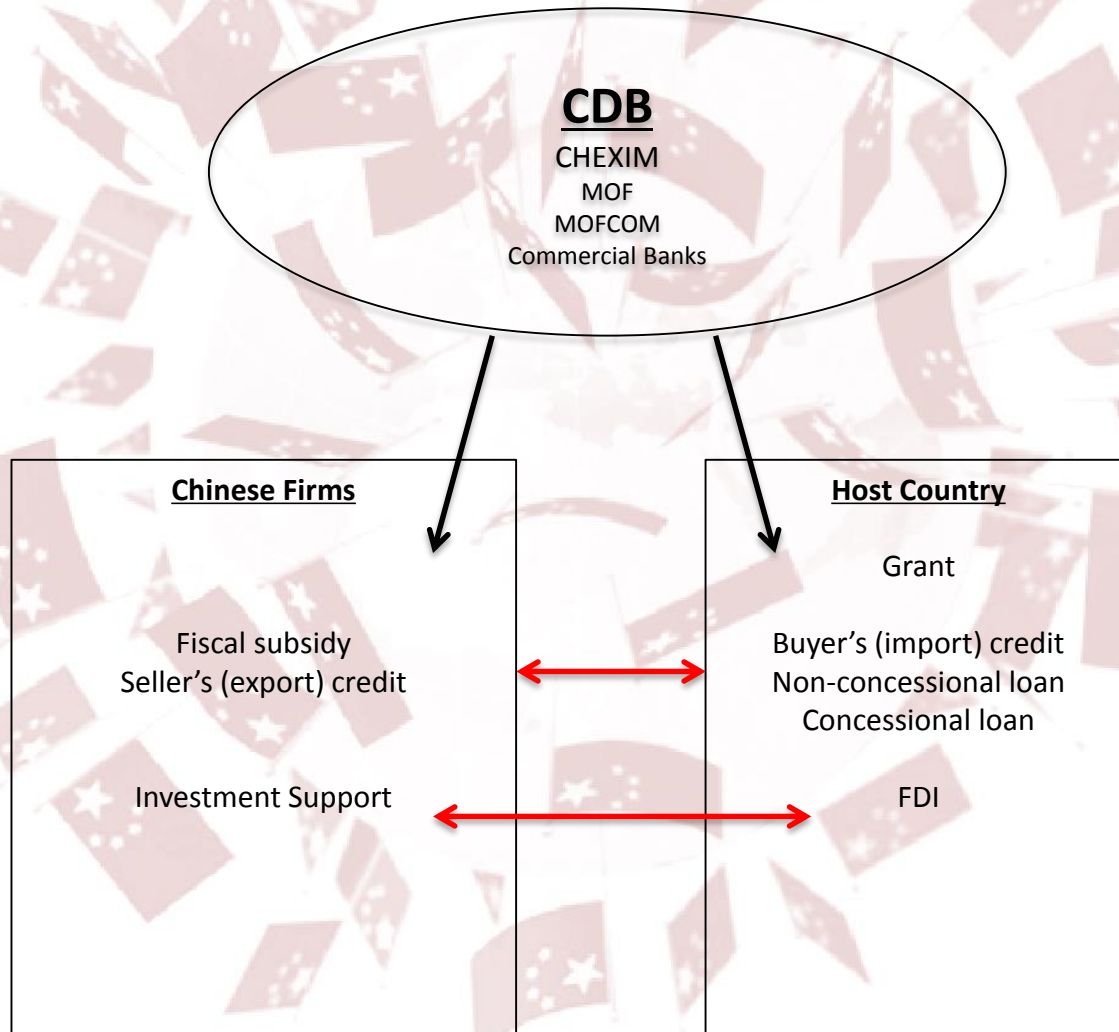 CDB
CHEXIM
MOF
MOFCOM
Commercial Banks
Chinese Firms
Fiscal subsidy
Seller’s (export) credit
Investment Support
Host Country
Grant
Buyer’s (import) credit
Non-concessional loan
Concessional loan
FDI